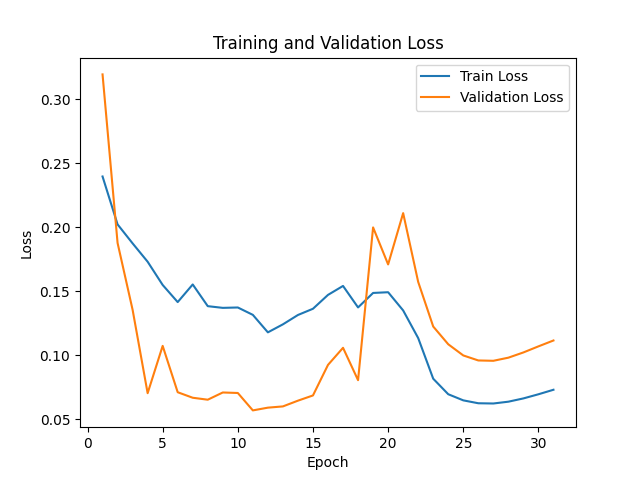 Training and Validation Loss
Train Loss
Validation Loss
0.30
0.25
0.20
0.15
0.10
0.05
Loss
0 5 10 15 20 25 30
Epoch